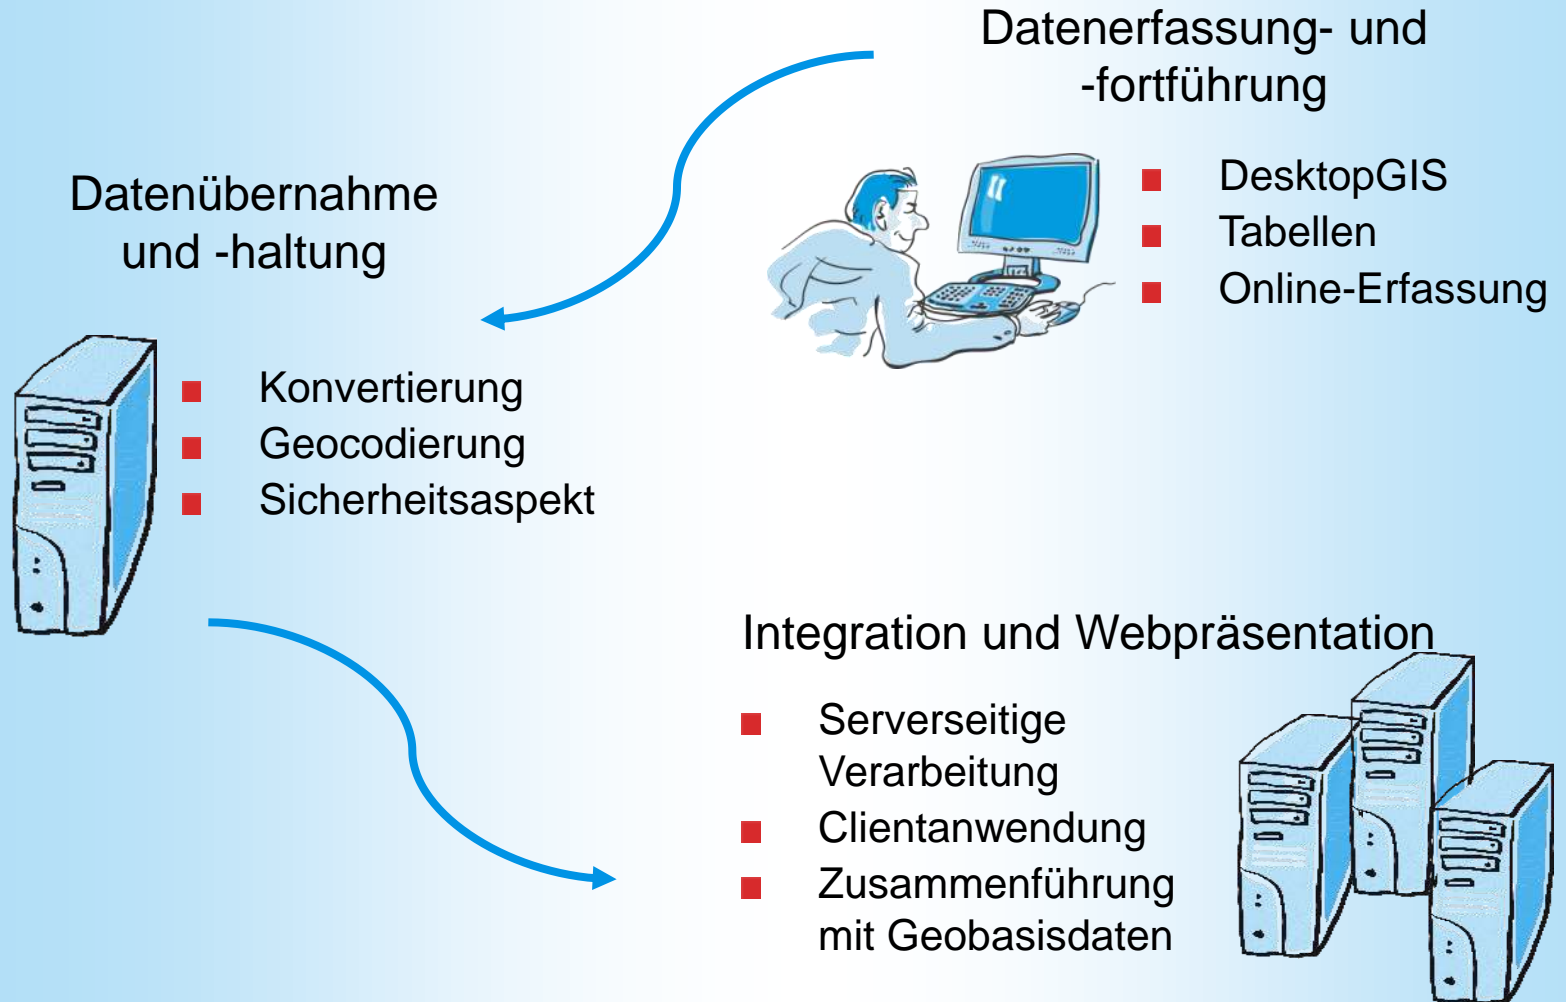 Datenerfassung- und
-fortführung
DesktopGIS
Tabellen
Online-Erfassung
Datenübernahme
und -haltung
Konvertierung
Geocodierung
Sicherheitsaspekt
Integration und Webpräsentation
Serverseitige
Verarbeitung
Clientanwendung
Zusammenführung
mit Geobasisdaten